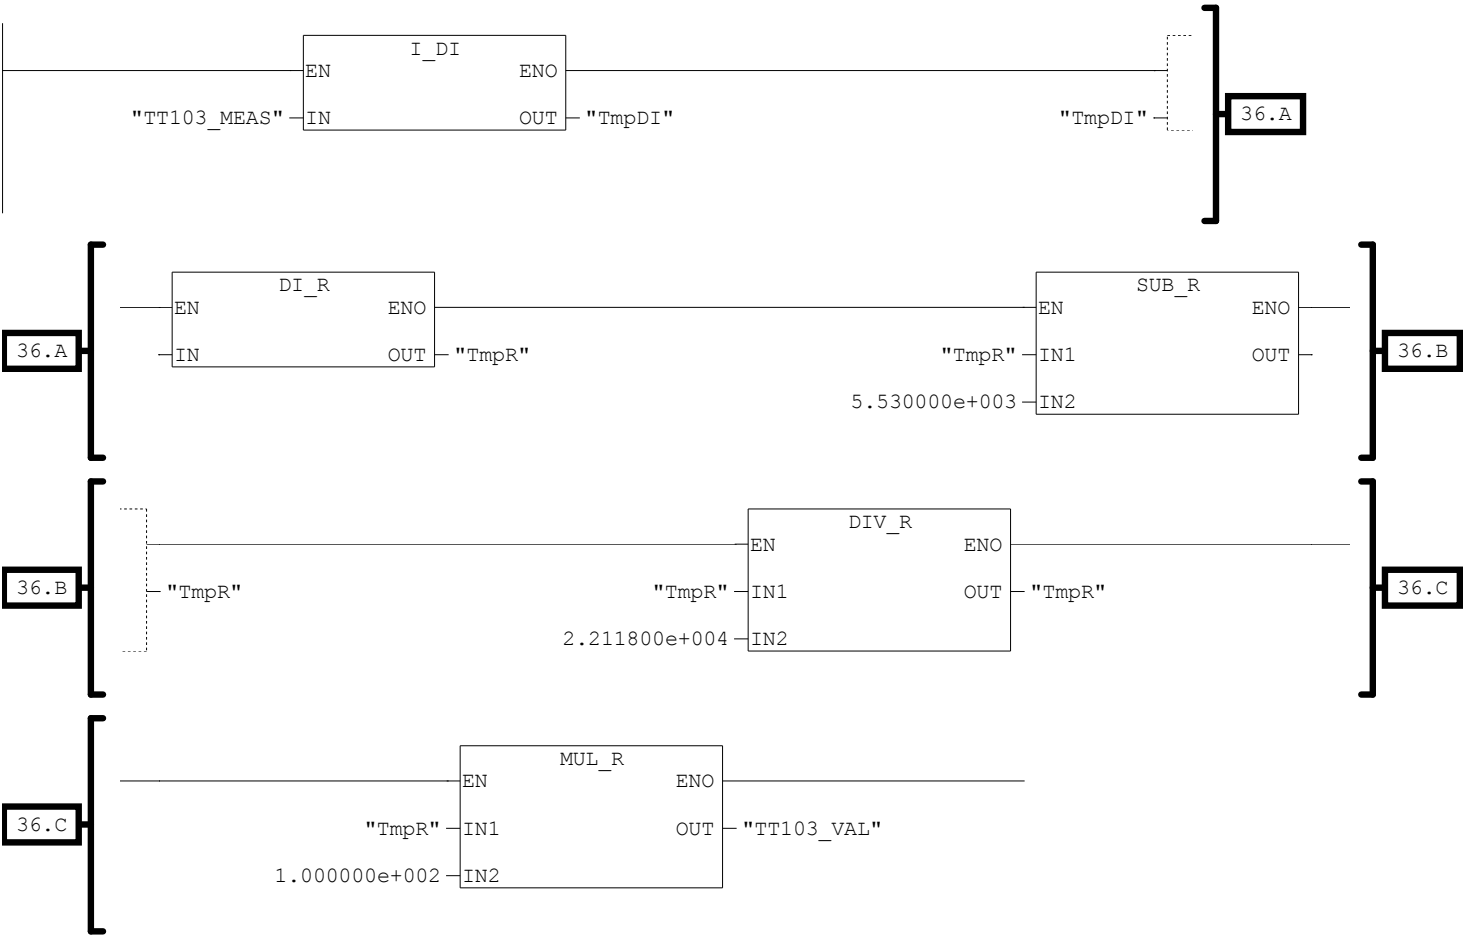 I_DI
EN ENO
"TT103_MEAS" IN OUT "TmpDI" "TmpDI" 36.A
DI_R SUB_R
EN ENO EN ENO
36.A IN OUT "TmpR" "TmpR" IN1 OUT 36.B
5.530000e+003 IN2
DIV_R
EN ENO
36.B "TmpR" "TmpR" IN1 OUT "TmpR" 36.C
2.211800e+004 IN2
MUL_R
EN ENO
36.C "TmpR" IN1 OUT "TT103_VAL"
1.000000e+002 IN2